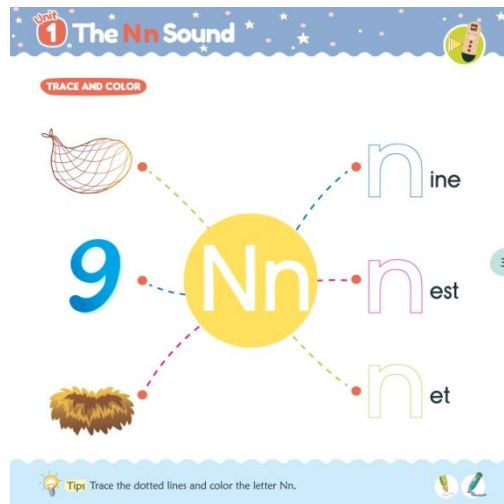 Unit 1 The Nn Sound
TRACE AND COLOR
nine
9
Nn
nest
net
Tips Trace the dotted lines and color the letter Nn.